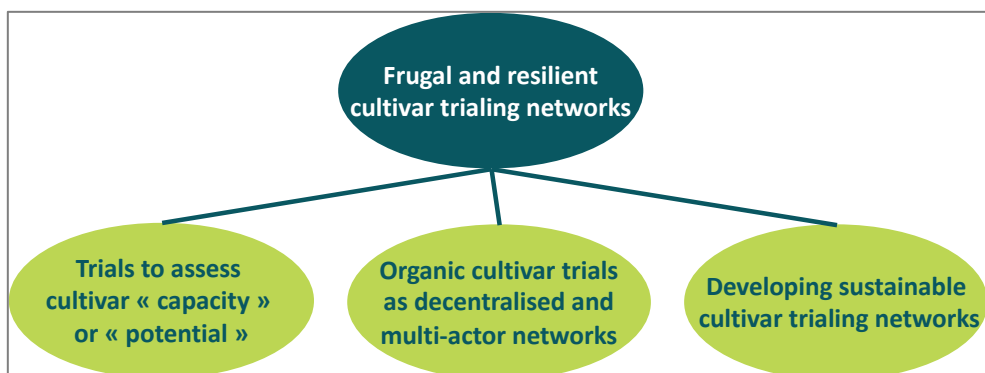 Frugal and resilient
cultivar trialing networks
Trials to assess
cultivar « capacity »
or « potential »
Organic cultivar trials
as decentralised and
multi-actor networks
Developing sustainable
cultivar trialing networks